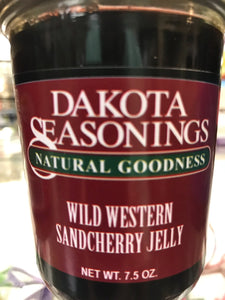 DAKOTA
SEASONINGS
NATURAL GOODNESS
WILD WESTERN
SANDCHERRY JELLY
NET WT. 7.5 OZ.